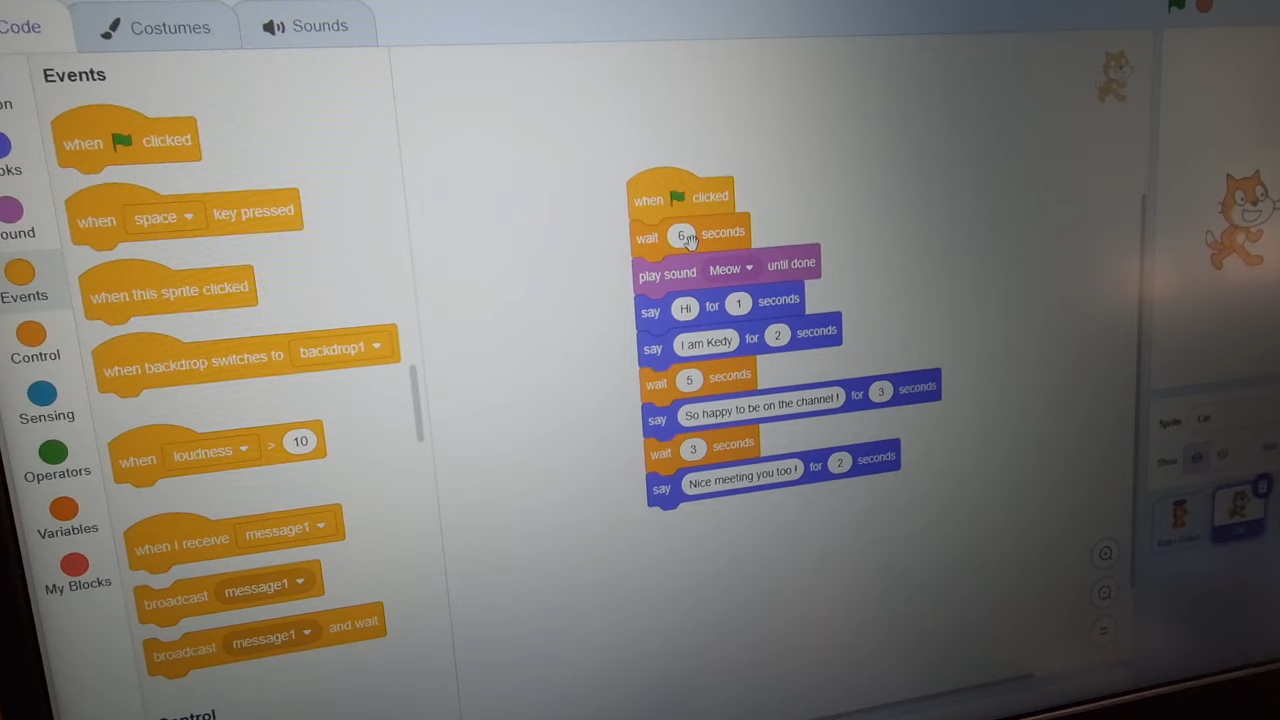 Code
Costumes
Sounds
Events
when clicked
when space key pressed
when this sprite clicked
when backdrop switches to backdrop1
when loudness > 10
when I receive message1
broadcast message1
broadcast message1 and wait
Control
ound
Events
Control
Sensing
Operators
Variables
My Blocks
when clicked
wait 6 seconds
play sound Meow until done
say Hi for 1 seconds
say I am Kedy for 2 seconds
wait 5 seconds
say So happy to be on the channel ! for 3 seconds
wait 3 seconds
say Nice meeting you too ! for 2 seconds
Sprite Cat
Show